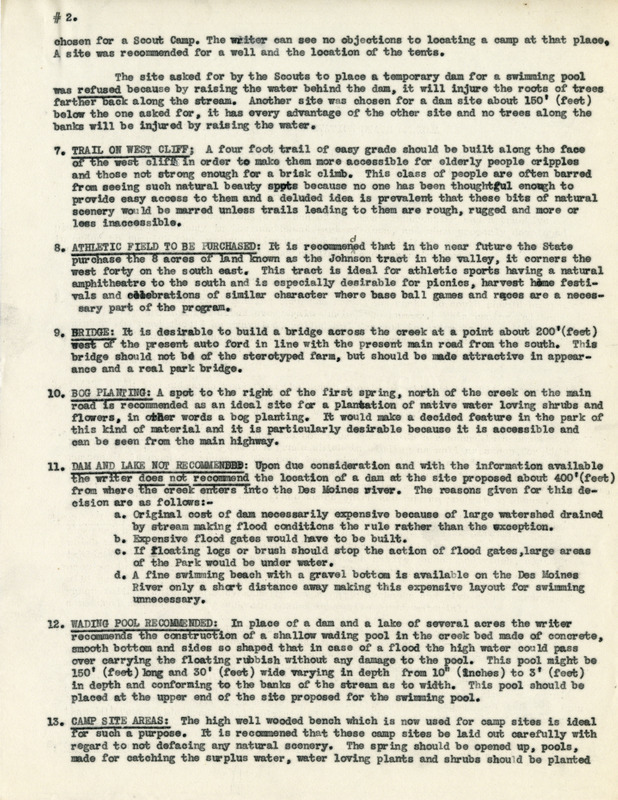 # 2.
chosen for a Scout Camp. The writer can see no objections to locating a camp at that place.
A site was recommended for a well and the location of the tents.
The site asked for by the Scouts to place a temporary dam for a swimming pool
was refused because by raising the water behind the dam, it will injure the roots of trees
farther back along the stream. Another site was chosen for a dam site about 150' (feet)
below the one asked for, it has every advantage of the other site and no trees along the
banks will be injured by raising the water.
7. TRAIL ON WEST CLIFF; A four foot trail of easy grade should be built along the face
of the west cliff in order to make them more accessible for elderly people cripples
and those not strong enough for a brisk climb. This class of people are often barred
from seeing such natural beauty spots because no one has been thoughtful enough to
provide easy access to them and a deluded idea is prevalent that these bits of natural
scenery would be marred unless trails leading to them are rough, rugged and more or
less inaccessible.
8. ATHLETIC FIELD TO BE PURCHASED: It is recommended that in the near future the State
purchase the 8 acres of land known as the Johnson tract in the valley, it corners the
west forty on the south east. This tract is ideal for athletic sports having a natural
amphitheatre to the south and is especially desirable for picnics, harvest home festi-
vals and celebrations of similar character where base ball games and races are a neces-
sary part of the program.
9. BRIDGE: It is desirable to build a bridge across the creek at a point about 200'(feet)
west of the present auto ford in line with the present main road from the south. This
bridge should not be of the sterotyped farm, but should be made attractive in appear-
ance and a real park bridge.
10. BOG PLANTING: A spot to the right of the first spring, north of the creek on the main
road is recommended as an ideal site for a plantation of native water loving shrubs and
flowers, in other words a bog planting. It would make a decided feature in the park of
this kind of material and it is particularly desirable because it is accessible and
can be seen from the main highway.
11. DAM AND LAKE NOT RECOMMENDED: Upon due consideration and with the information available
the writer does not recommend the location of a dam at the site proposed about 400'(feet)
from where the creek enters into the Des Moines river. The reasons given for this de-
cision are as follows:-
a. Original cost of dam necessarily expensive because of large watershed drained
by stream making flood conditions the rule rather than the exception.
b. Expensive flood gates would have to be built.
c. If floating logs or brush should stop the action of flood gates,large areas
of the Park would be under water.
d. A fine swimming beach with a gravel bottom is available on the Des Moines
River only a short distance away making this expensive layout for swimming
unnecessary.
12. WADING POOL RECOMMENDED: In place of a dam and a lake of several acres the writer
recommends the construction of a shallow wading pool in the creek bed made of concrete,
smooth bottom and sides so shaped that in case of a flood the high water could pass
over carrying the floating rubbish without any damage to the pool. This pool might be
150' (feet) long and 30' (feet) wide varying in depth from 10" (inches) to 3' (feet)
in depth and conforming to the banks of the stream as to width. This pool should be
placed at the upper end of the site proposed for the swimming pool.
13. CAMP SITE AREAS: The high well wooded bench which is now used for camp sites is ideal
for such a purpose. It is recommened that these camp sites be laid out carefully with
regard to not defacing any natural scenery. The spring should be opened up, pools,
made for catching the surplus water, water loving plants and shrubs should be planted